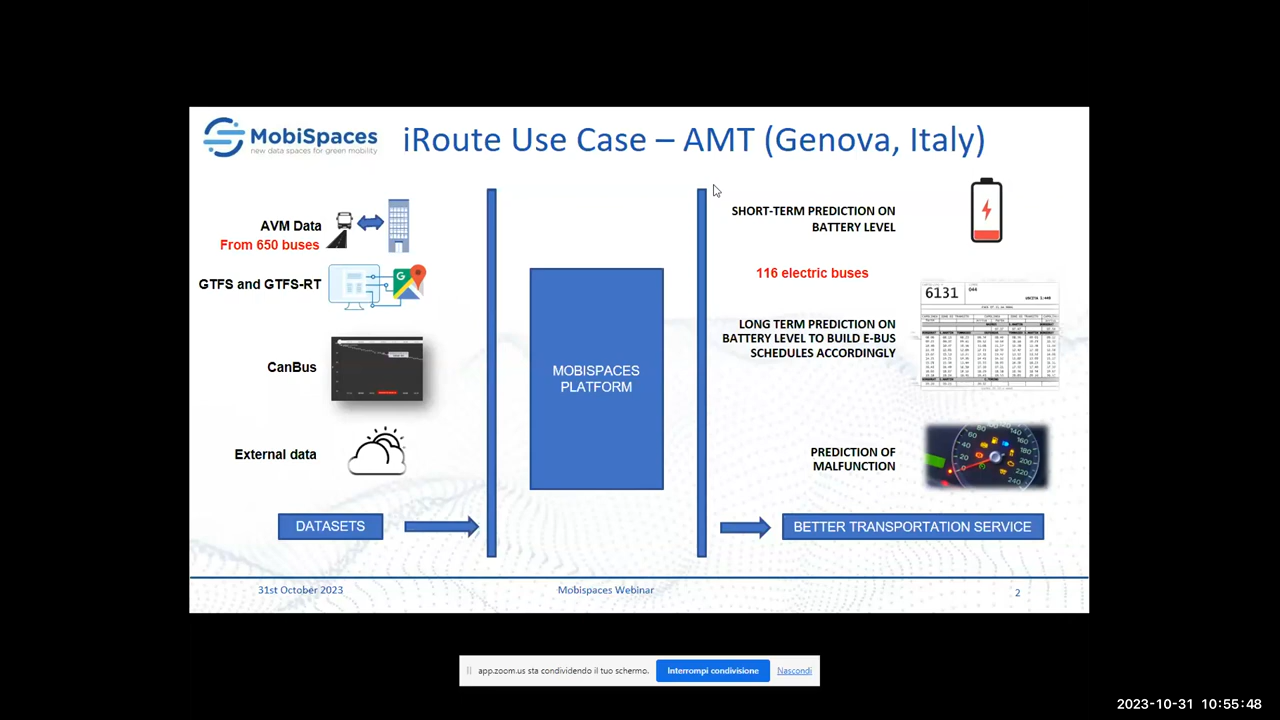 MobiSpaces
new data spaces for green mobility
iRoute Use Case – AMT (Genova, Italy)
AVM Data
From 650 buses
GTFS and GTFS-RT
CanBus
External data
DATASETS
MOBISPACES
PLATFORM
SHORT-TERM PREDICTION ON
BATTERY LEVEL
116 electric buses
LONG TERM PREDICTION ON
BATTERY LEVEL TO BUILD E-BUS
SCHEDULES ACCORDINGLY
6131
044
PREDICTION OF
MALFUNCTION
BETTER TRANSPORTATION SERVICE
31st October 2023
Mobispaces Webinar
2
app.zoom.us sta condividendo il tuo schermo.
Interrompi condivisione
Nascondi
2023-10-31 10:55:48